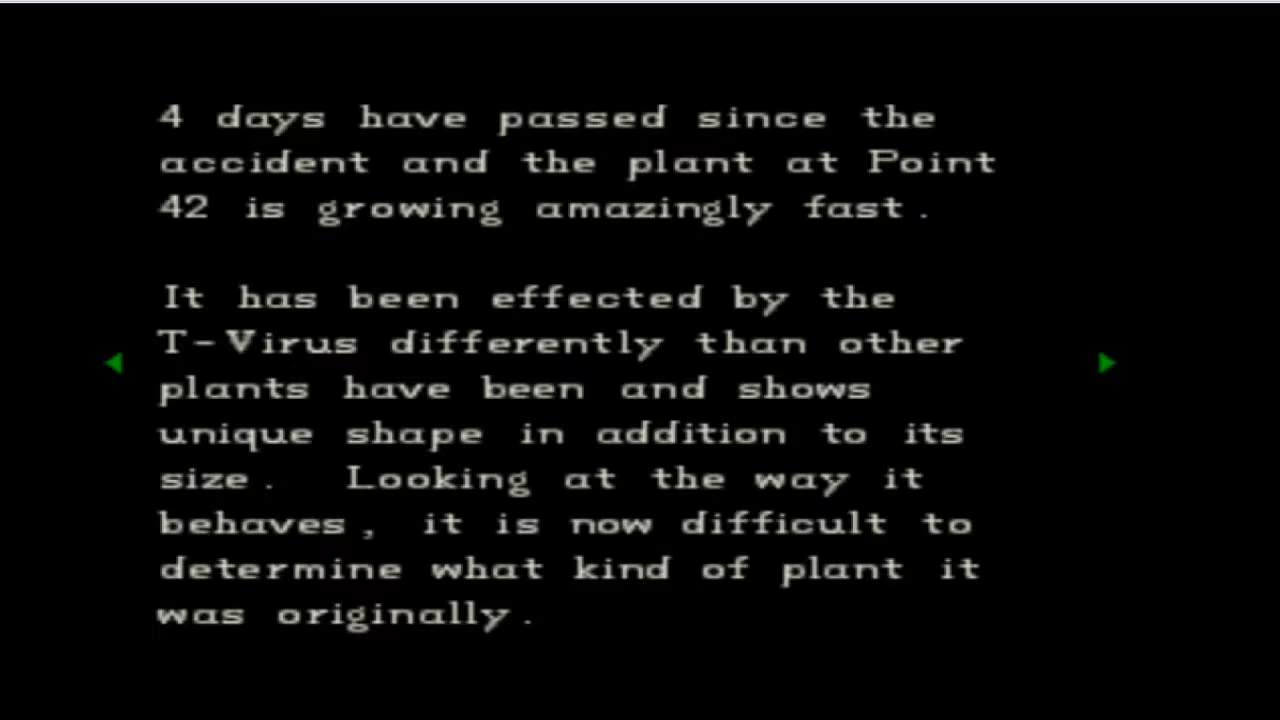 4 days have passed since the
accident and the plant at Point
42 is growing amazingly fast.
It has been effected by the
T-Virus differently than other
plants have been and shows
unique shape in addition to its
size. Looking at the way it
behaves, it is now difficult to
determine what kind of plant it
was originally.